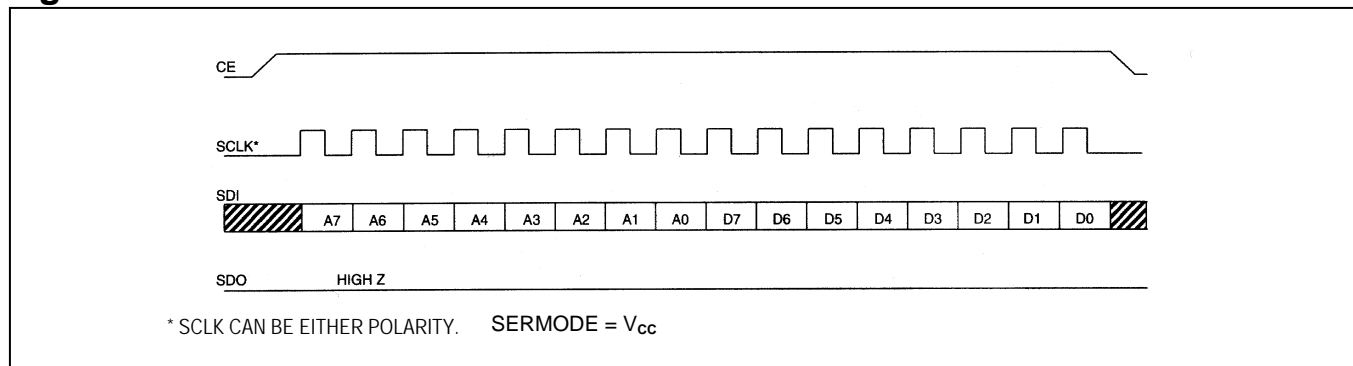 CE
SCLK*
SDI
A7 A6 A5 A4 A3 A2 A1 A0 D7 D6 D5 D4 D3 D2 D1 D0
SDO HIGH Z
* SCLK CAN BE EITHER POLARITY. SERMODE = Vcc